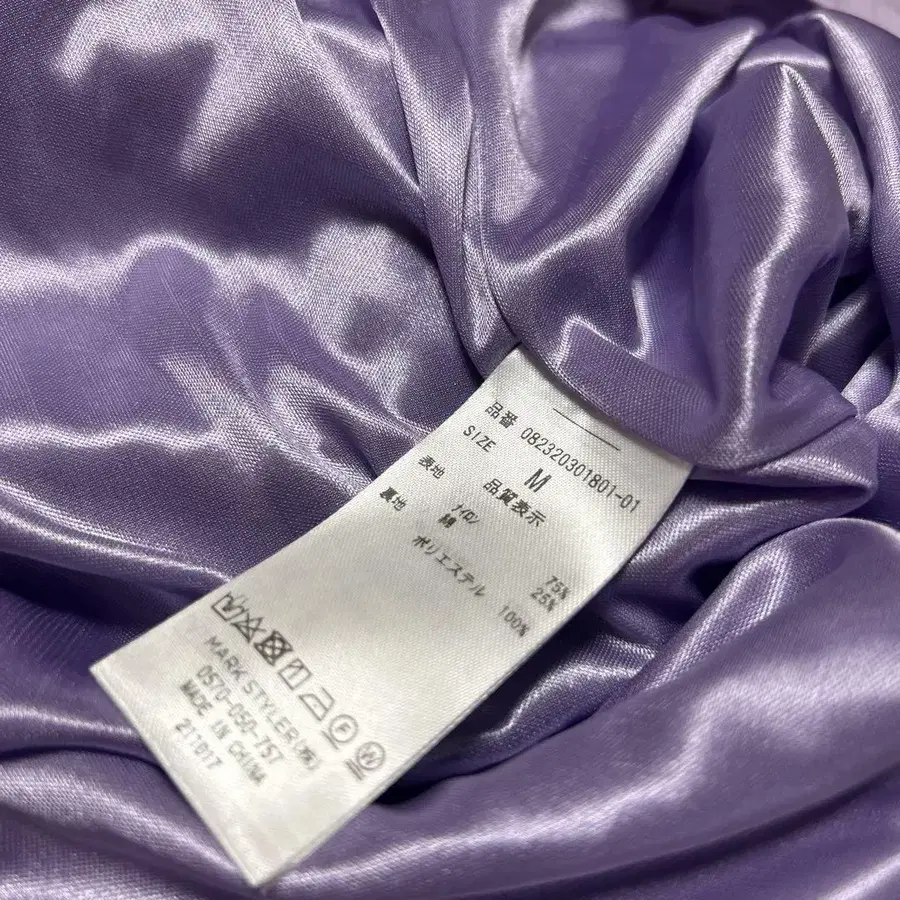 品番 082320301801-01
SIZE M
品質表示
表地 ナイロン 75%
綿 25%
裏地 ポリエステル 100%
MARK STYLER(株)
0570-050-757
MADE IN CHINA
211017